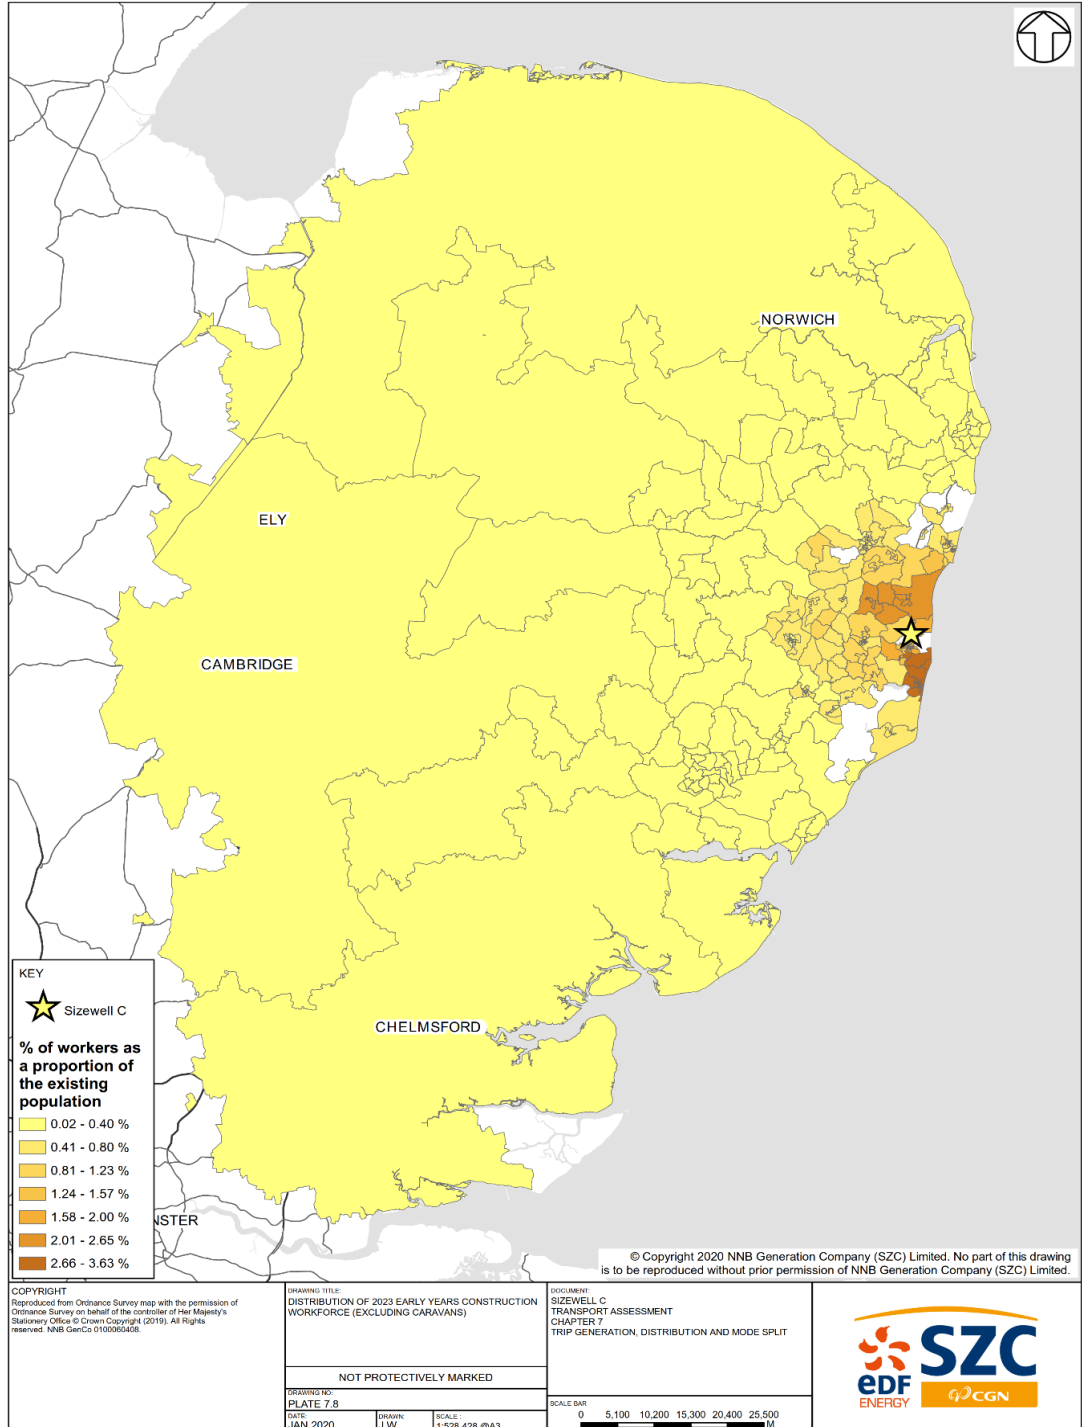 NORWICH
ELY
CAMBRIDGE
CHELMSFORD
NSTER
KEY
Sizewell C
% of workers as
a proportion of
the existing
population
0.02 - 0.40 %
0.41 - 0.80 %
0.81 - 1.23 %
1.24 - 1.57 %
1.58 - 2.00 %
2.01 - 2.65 %
2.66 - 3.63 %
© Copyright 2020 NNB Generation Company (SZC) Limited. No part of this drawing
is to be reproduced without prior permission of NNB Generation Company (SZC) Limited.
COPYRIGHT
Reproduced from Ordnance Survey map with the permission of
Ordnance Survey on behalf of the controller of Her Majesty's
Stationery Office © Crown Copyright (2019). All Rights
reserved. NNB GenCo 0100060408.
DRAWING TITLE:
DISTRIBUTION OF 2023 EARLY YEARS CONSTRUCTION
WORKFORCE (EXCLUDING CARAVANS)
NOT PROTECTIVELY MARKED
DRAWING NO:
PLATE 7.8
DATE: DRAWN: SCALE :
JAN 2020 J.W. 1:528,428 @A3
DOCUMENT:
SIZEWELL C
TRANSPORT ASSESSMENT
CHAPTER 7
TRIP GENERATION, DISTRIBUTION AND MODE SPLIT
SCALE BAR
0 5,100 10,200 15,300 20,400 25,500
M
eDF
ENERGY
SZC
CGN